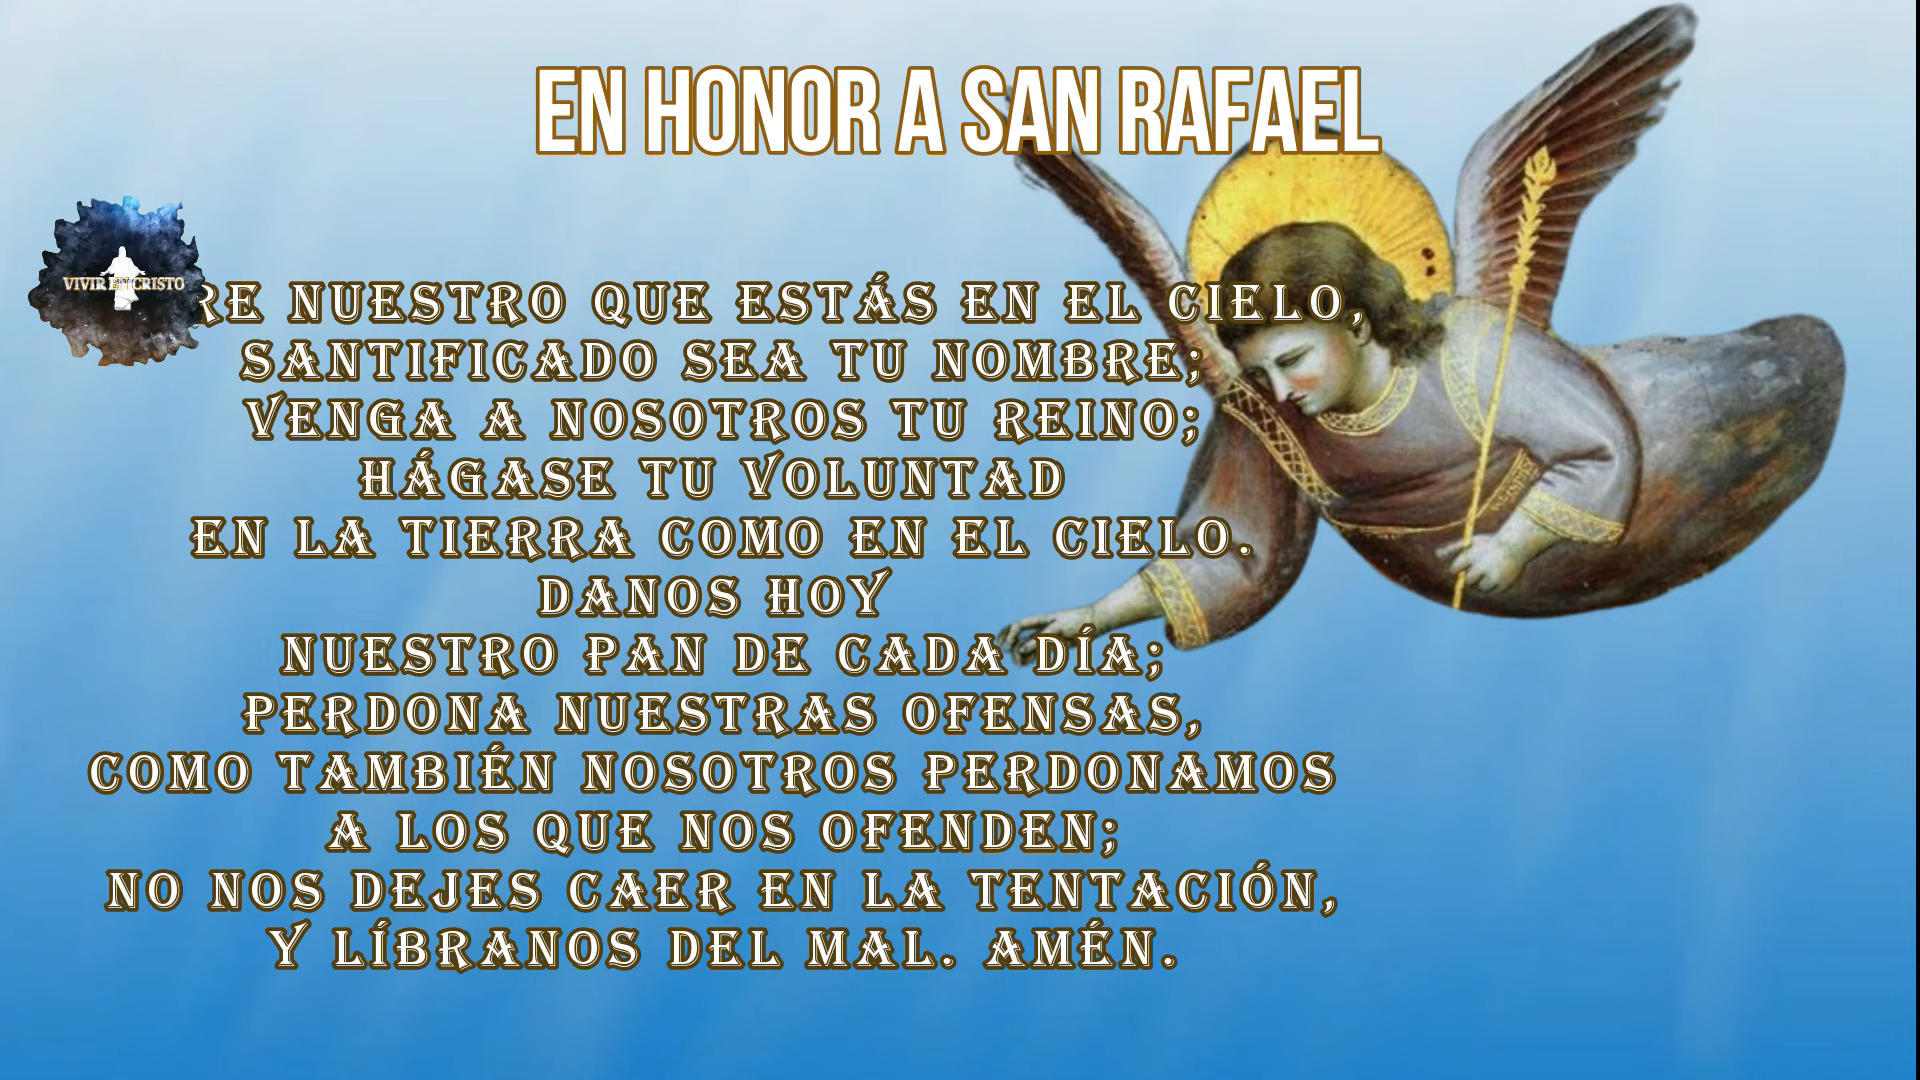 EN HONOR A SAN RAFAEL
VIVIR EN CRISTO
RE NUESTRO QUE ESTÁS EN EL CIELO,
SANTIFICADO SEA TU NOMBRE;
VENGA A NOSOTROS TU REINO;
HÁGASE TU VOLUNTAD
EN LA TIERRA COMO EN EL CIELO.
DANOS HOY
NUESTRO PAN DE CADA DÍA;
PERDONA NUESTRAS OFENSAS,
COMO TAMBIÉN NOSOTROS PERDONAMOS
A LOS QUE NOS OFENDEN;
NO NOS DEJES CAER EN LA TENTACIÓN,
Y LÍBRANOS DEL MAL. AMÉN.